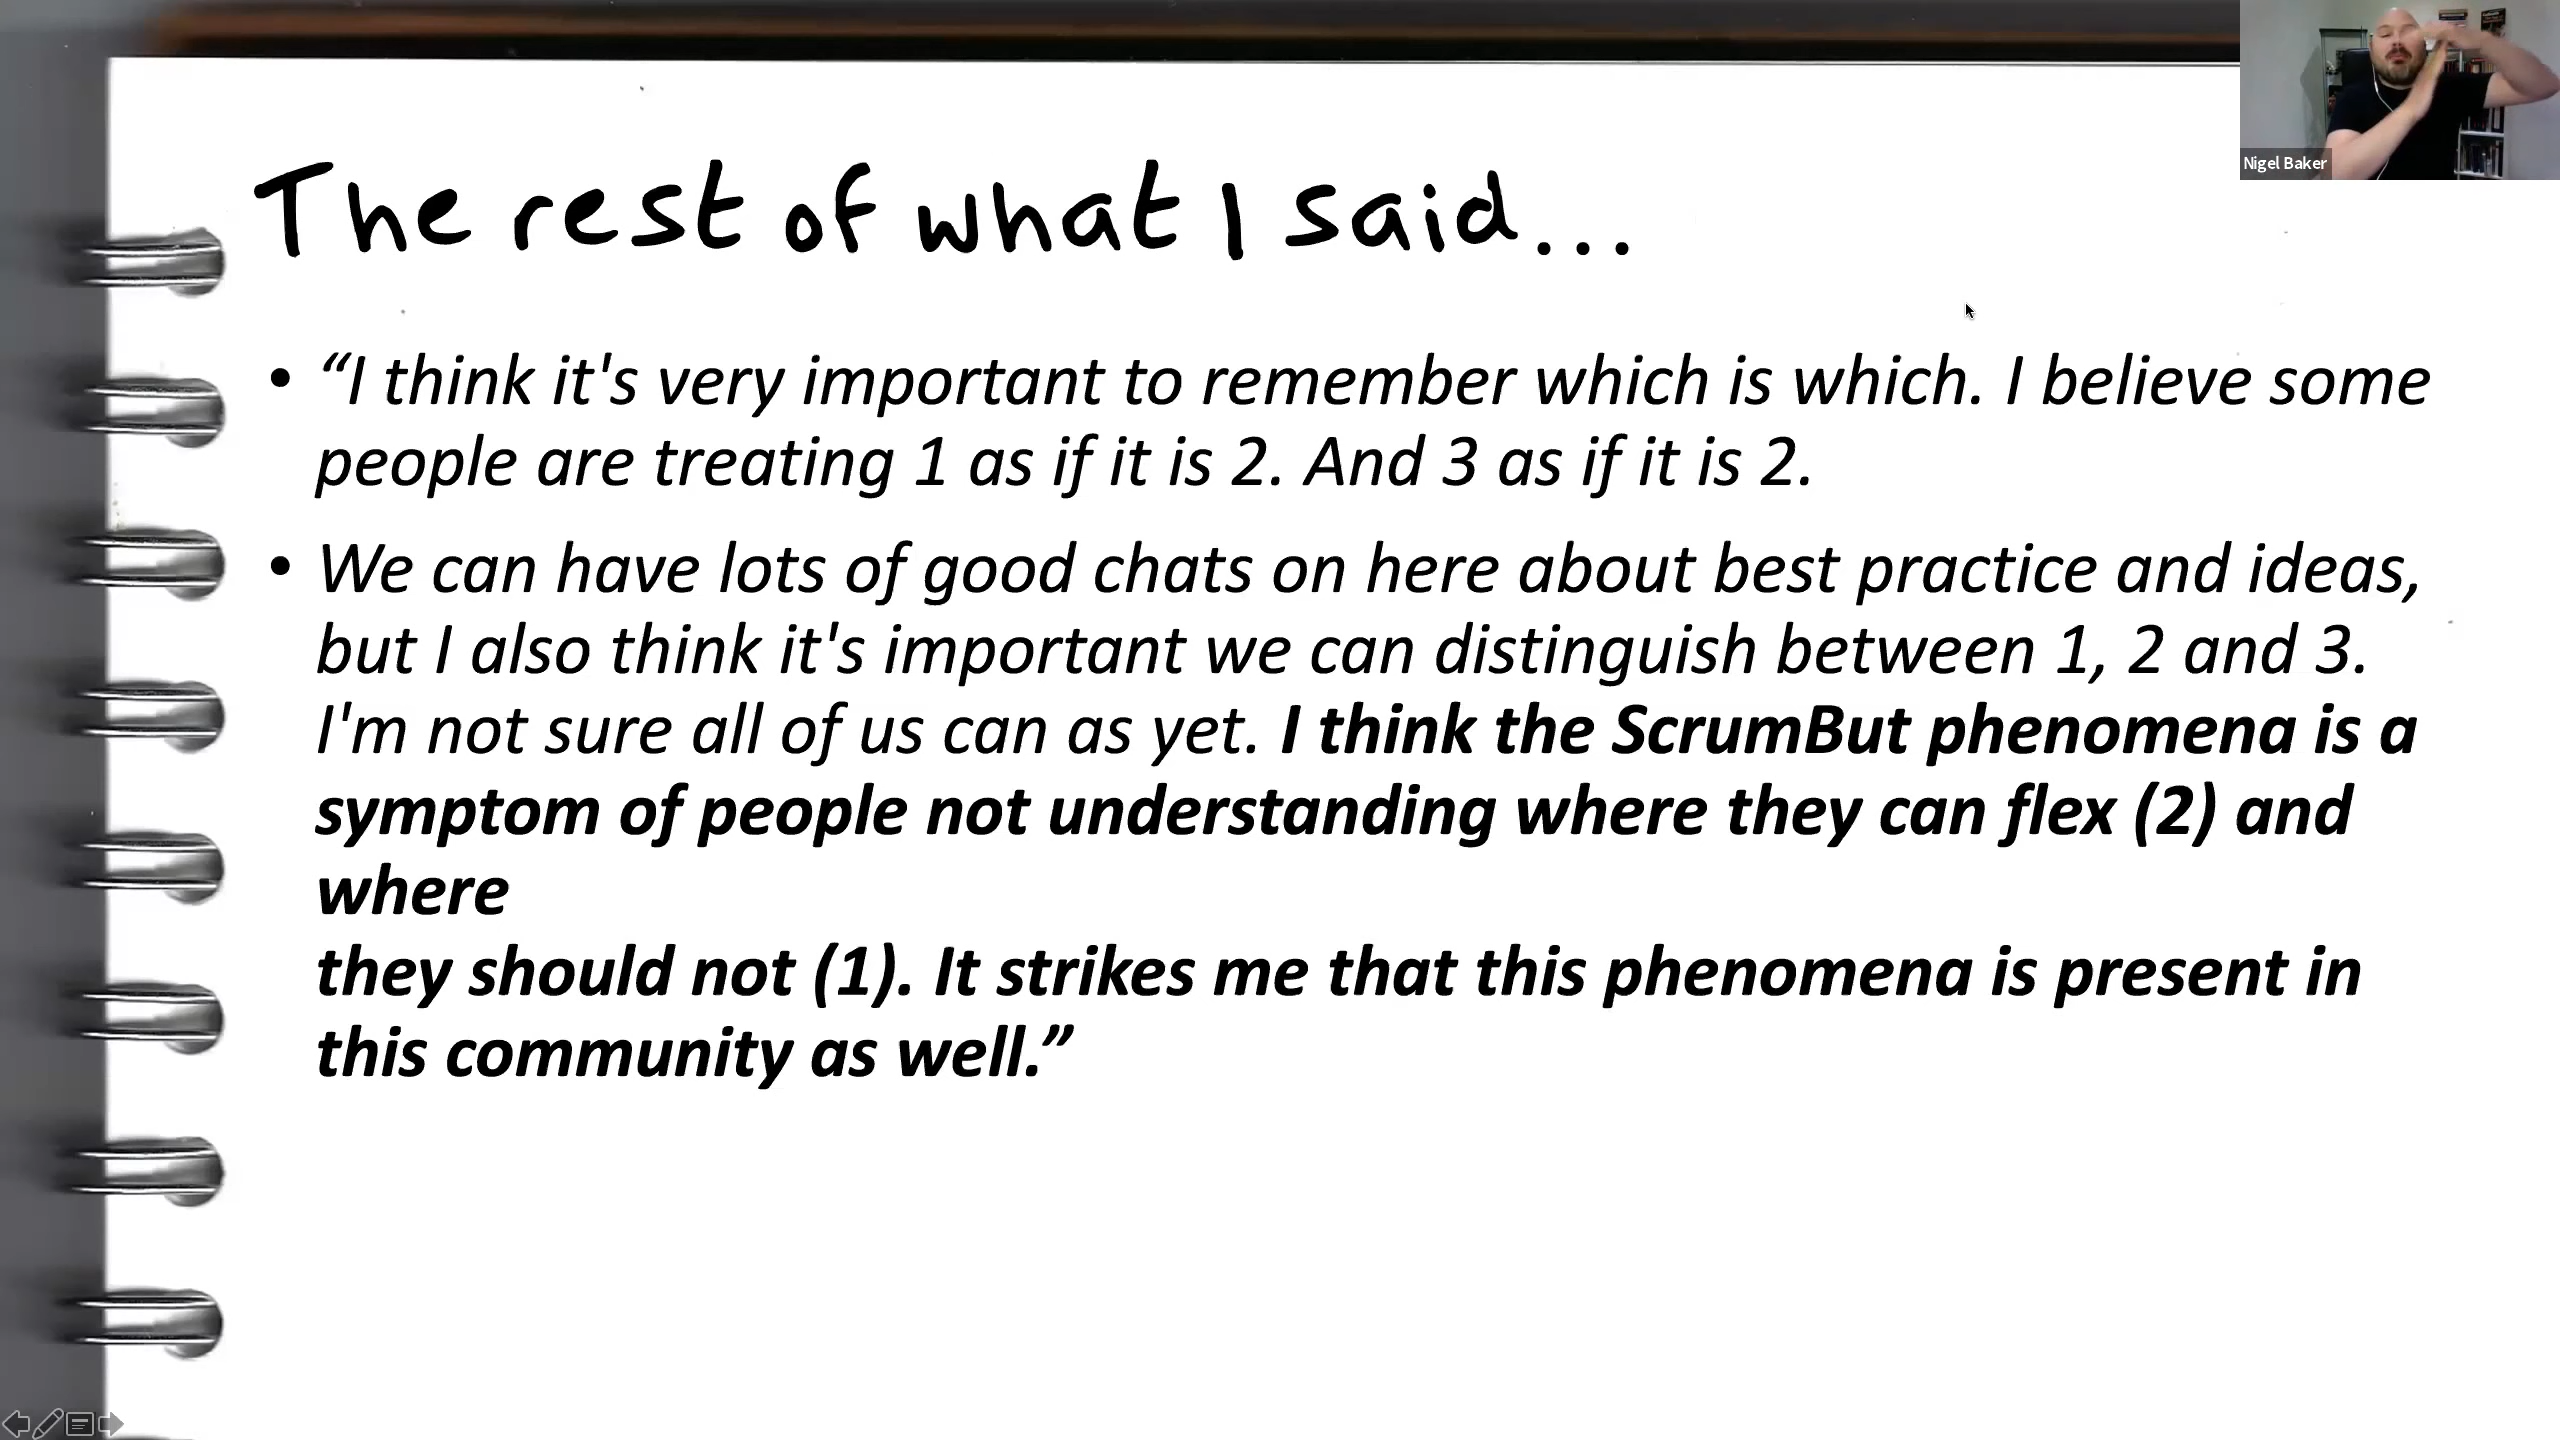 Nigel Baker
The rest of what I said...
• “I think it's very important to remember which is which. I believe some
people are treating 1 as if it is 2. And 3 as if it is 2.
• We can have lots of good chats on here about best practice and ideas,
but I also think it's important we can distinguish between 1, 2 and 3.
I'm not sure all of us can as yet. I think the ScrumBut phenomena is a
symptom of people not understanding where they can flex (2) and
where
they should not (1). It strikes me that this phenomena is present in
this community as well.”